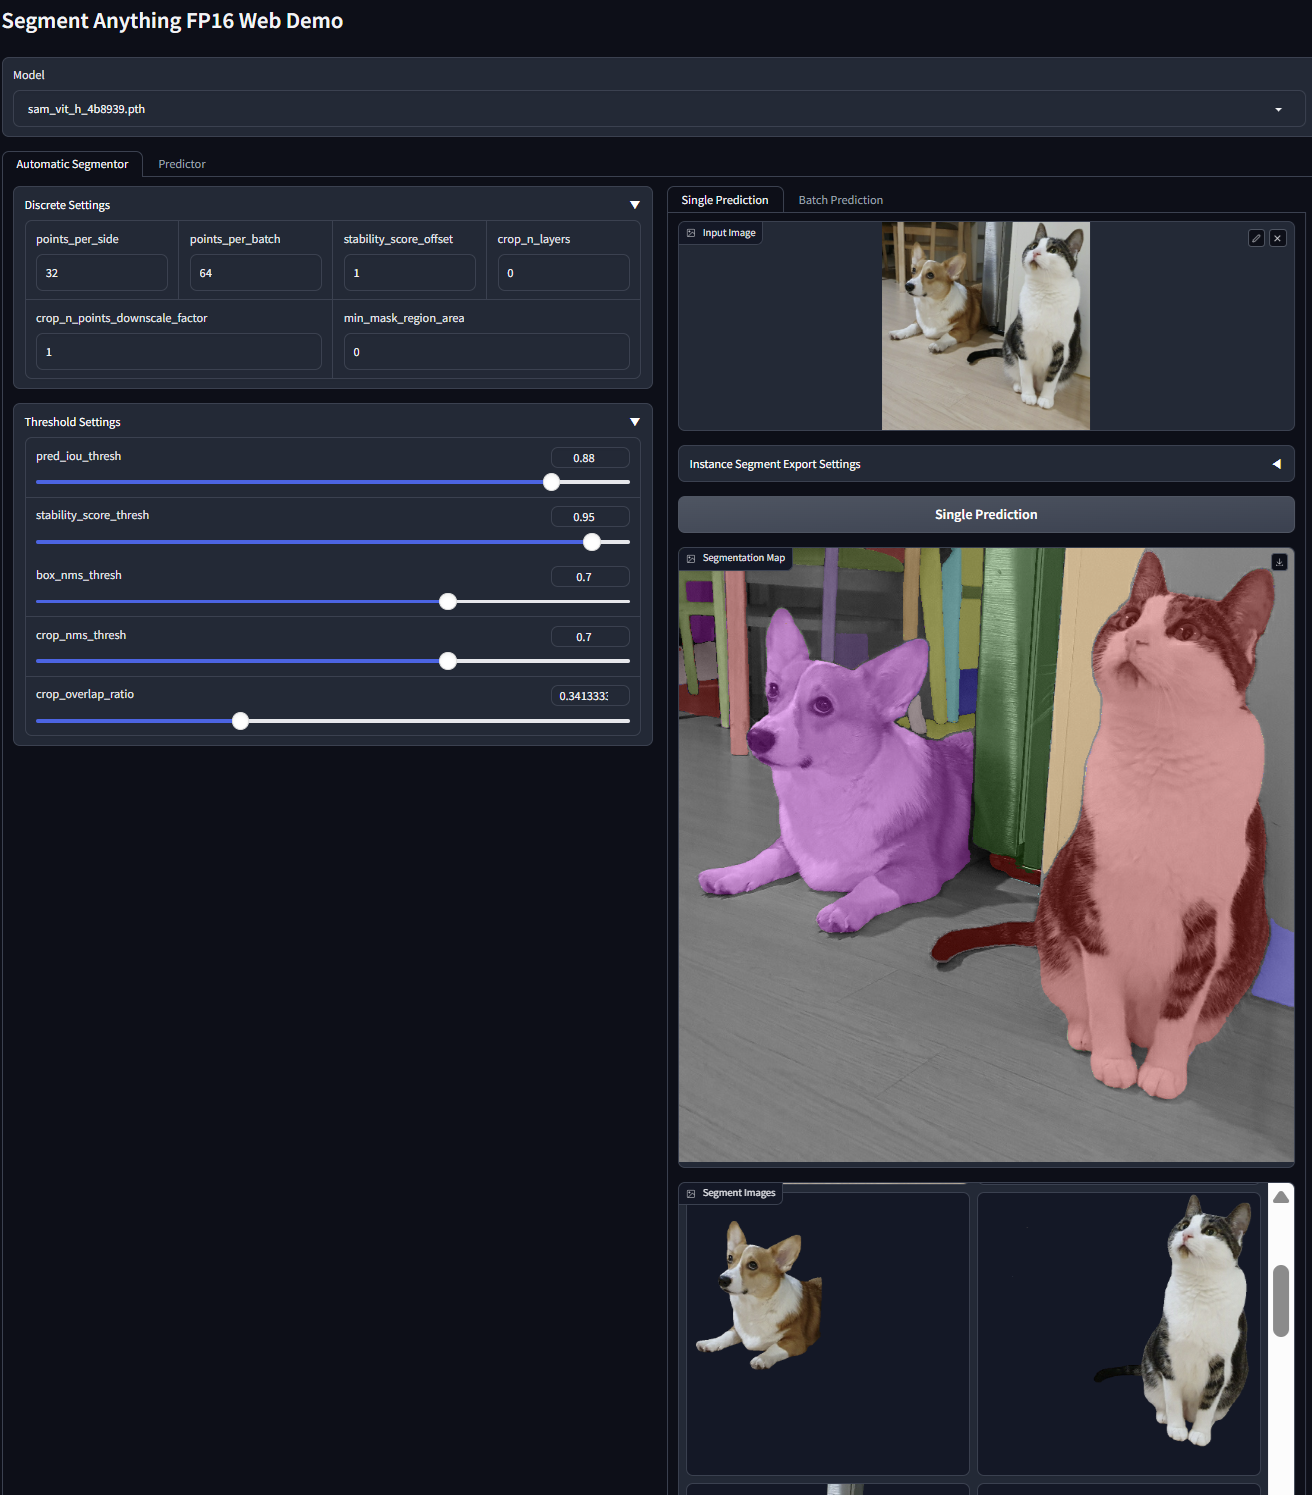 Segment Anything FP16 Web Demo
Model
sam_vit_h_4b8939.pth
Automatic Segmentor
Predictor
Discrete Settings
points_per_side
points_per_batch
stability_score_offset
crop_n_layers
32
64
1
0
crop_n_points_downscale_factor
min_mask_region_area
1
0
Threshold Settings
pred_iou_thresh
0.88
stability_score_thresh
0.95
box_nms_thresh
0.7
crop_nms_thresh
0.7
crop_overlap_ratio
0.341333
Single Prediction
Batch Prediction
Input Image
Instance Segment Export Settings
Single Prediction
Segmentation Map
Segment Images